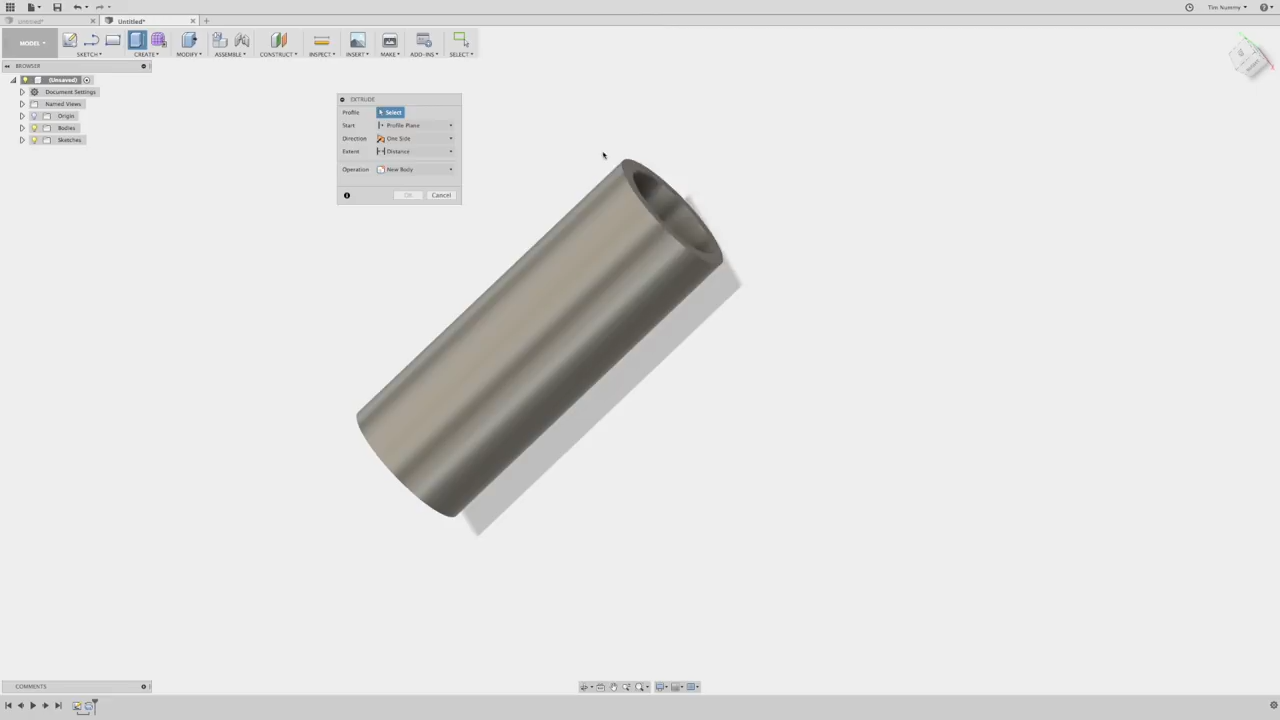 Tim Nummy
Untitled*
Untitled*
MODEL
SKETCH
CREATE
MODIFY
ASSEMBLE
CONSTRUCT
INSPECT
INSERT
MAKE
ADD-INS
SELECT
BROWSER
(Unsaved)
Document Settings
Named Views
Origin
Bodies
Sketches
EXTRUDE
Profile Select
Start Profile Plane
Direction One Side
Extent Distance
Operation New Body
OK Cancel
COMMENTS